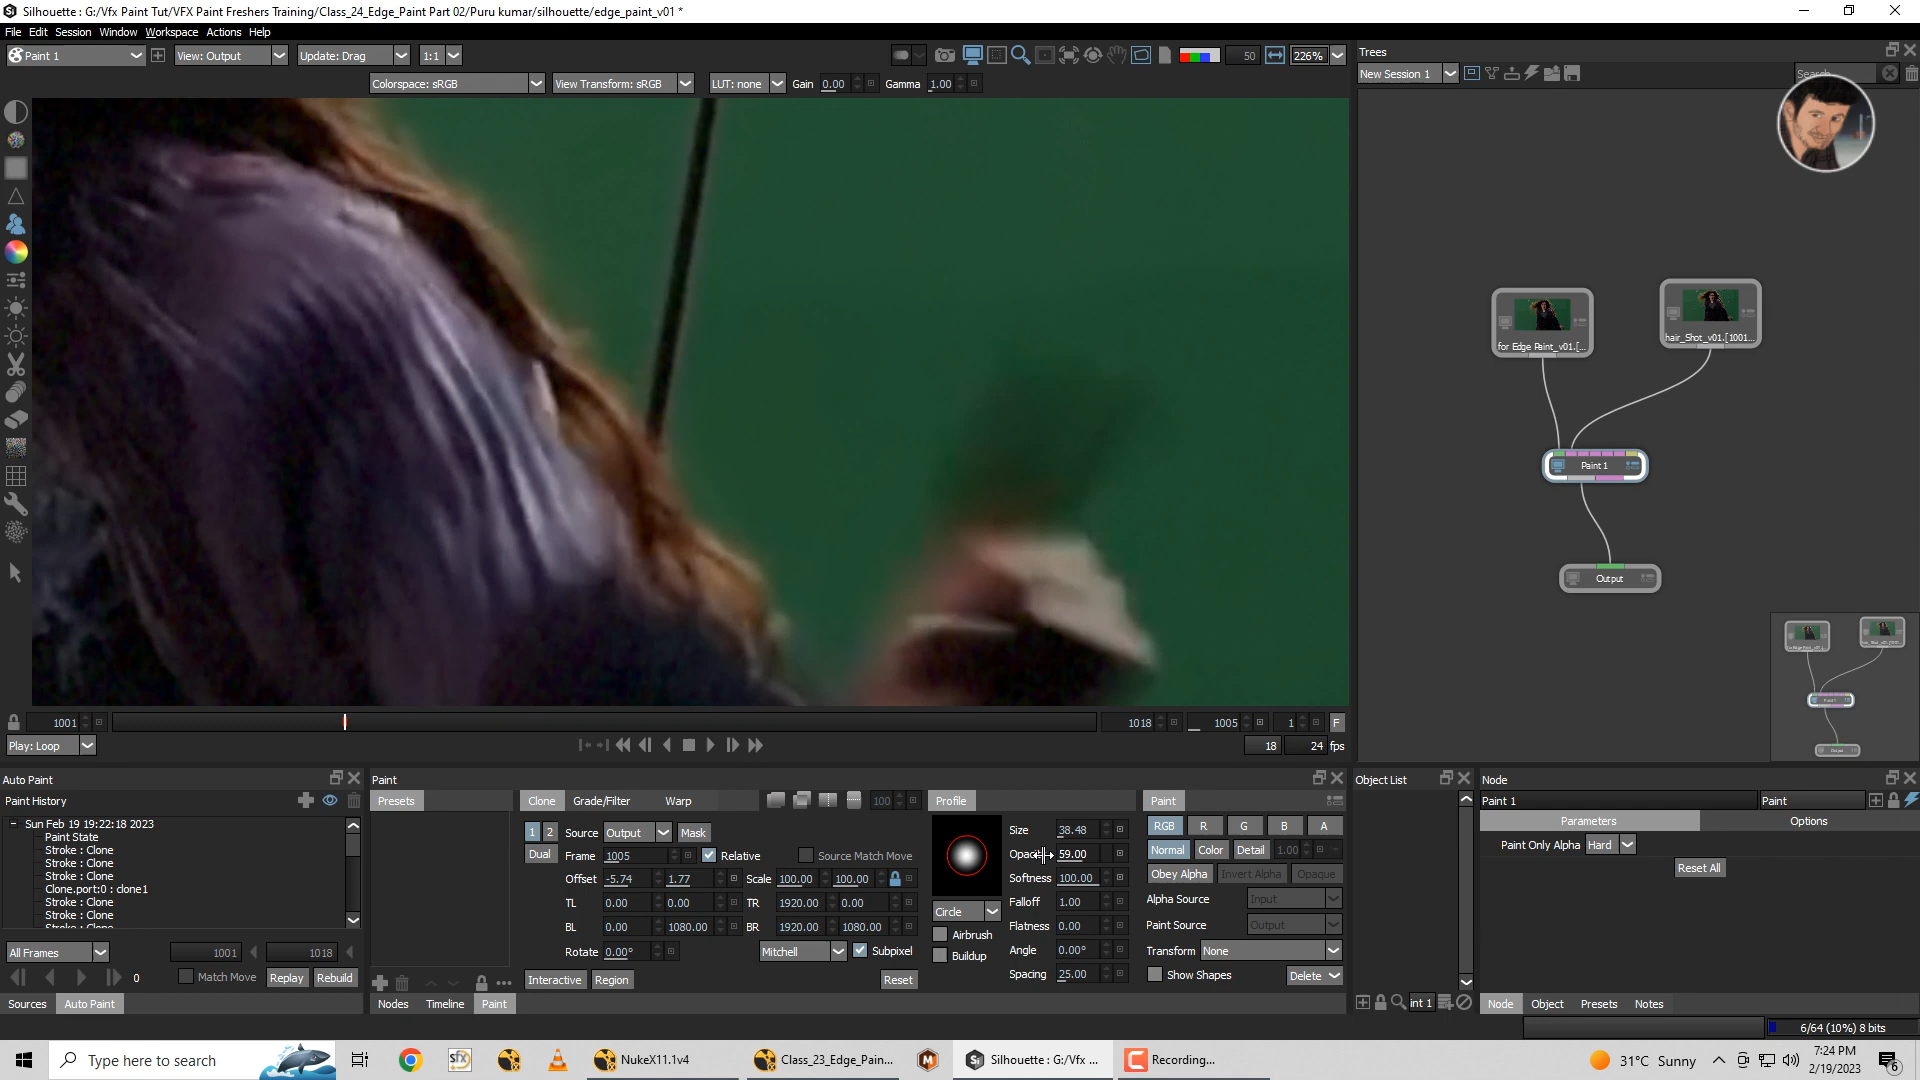 Silhouette : G:/Vfx Paint Tut/VFX Paint Freshers Training/Class_24_Edge_Paint Part 02/Puru kumar/silhouette/edge_paint_v01 *
File Edit Session Window Workspace Actions Help
Paint 1 View: Output Update: Drag 1:1 50 226%
Colorspace: sRGB View Transform: sRGB LUT: none Gain 0.00 Gamma 1.00
Trees
New Session 1 Search...
for Edge Paint_v01.[...
hair_Shot_v01.[1001...
Paint 1
Output
1001 1018 1005 1 F
Play: Loop 18 24 fps
Auto Paint
Paint History
Sun Feb 19 19:22:18 2023
Paint State
Stroke : Clone
Stroke : Clone
Stroke : Clone
Clone.port:0 : clone1
Stroke : Clone
Stroke : Clone
Stroke : Clone
All Frames 1001 1018
0 Match Move Replay Rebuild
Sources Auto Paint
Paint
Presets
Clone Grade/Filter Warp 100
1 2 Source Output Mask
Dual Frame 1005 Relative Source Match Move
Offset -5.74 1.77 Scale 100.00 100.00
TL 0.00 0.00 TR 1920.00 0.00
BL 0.00 1080.00 BR 1920.00 1080.00
Rotate 0.00° Mitchell Subpixel
Interactive Region Reset
Nodes Timeline Paint
Profile
Circle
Airbrush
Buildup
Size 38.48
59.00
Softness 100.00
Falloff 1.00
Flatness 0.00
Angle 0.00°
Spacing 25.00
Paint
RGB R G B A
Normal Color Detail 1.00
Obey Alpha Invert Alpha Opaque
Alpha Source Input
Paint Source Output
Transform None
Show Shapes Delete
Object List
int 1
Node
Paint 1 Paint
Parameters Options
Paint Only Alpha Hard
Reset All
Node Object Presets Notes
6/64 (10%) 8 bits
Type here to search
NukeX11.1v4
Class_23_Edge_Pain...
Silhouette : G:/Vfx ...
Recording...
31°C Sunny
7:24 PM
2/19/2023
6